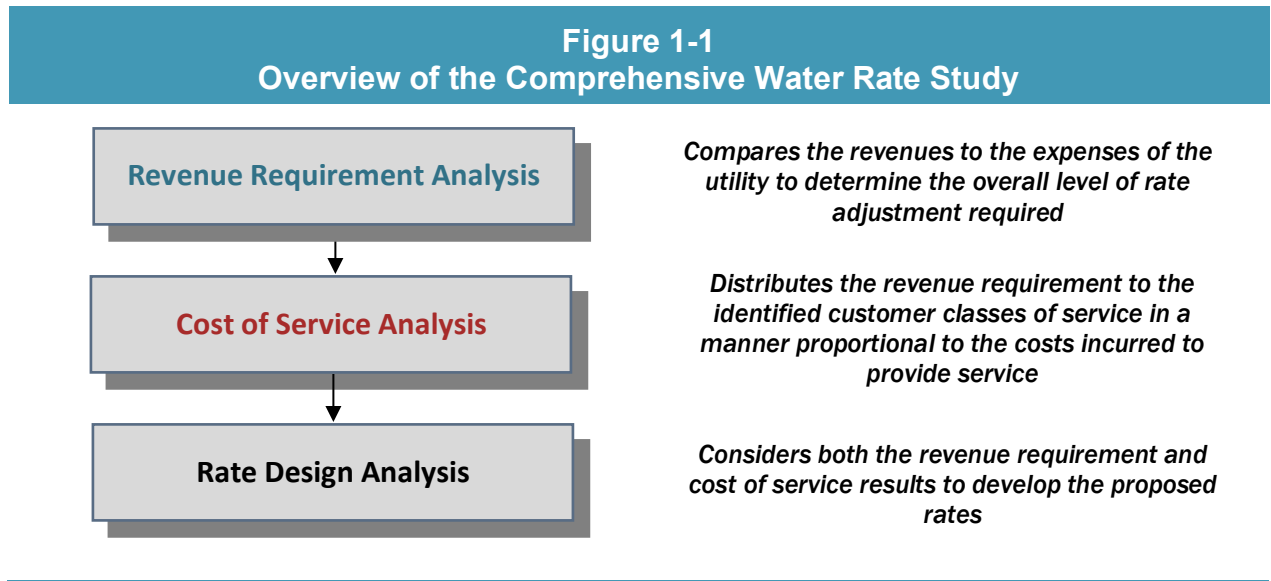 Figure 1-1
Overview of the Comprehensive Water Rate Study
Revenue Requirement Analysis
Compares the revenues to the expenses of the
utility to determine the overall level of rate
adjustment required
Cost of Service Analysis
Distributes the revenue requirement to the
identified customer classes of service in a
manner proportional to the costs incurred to
provide service
Rate Design Analysis
Considers both the revenue requirement and
cost of service results to develop the proposed
rates